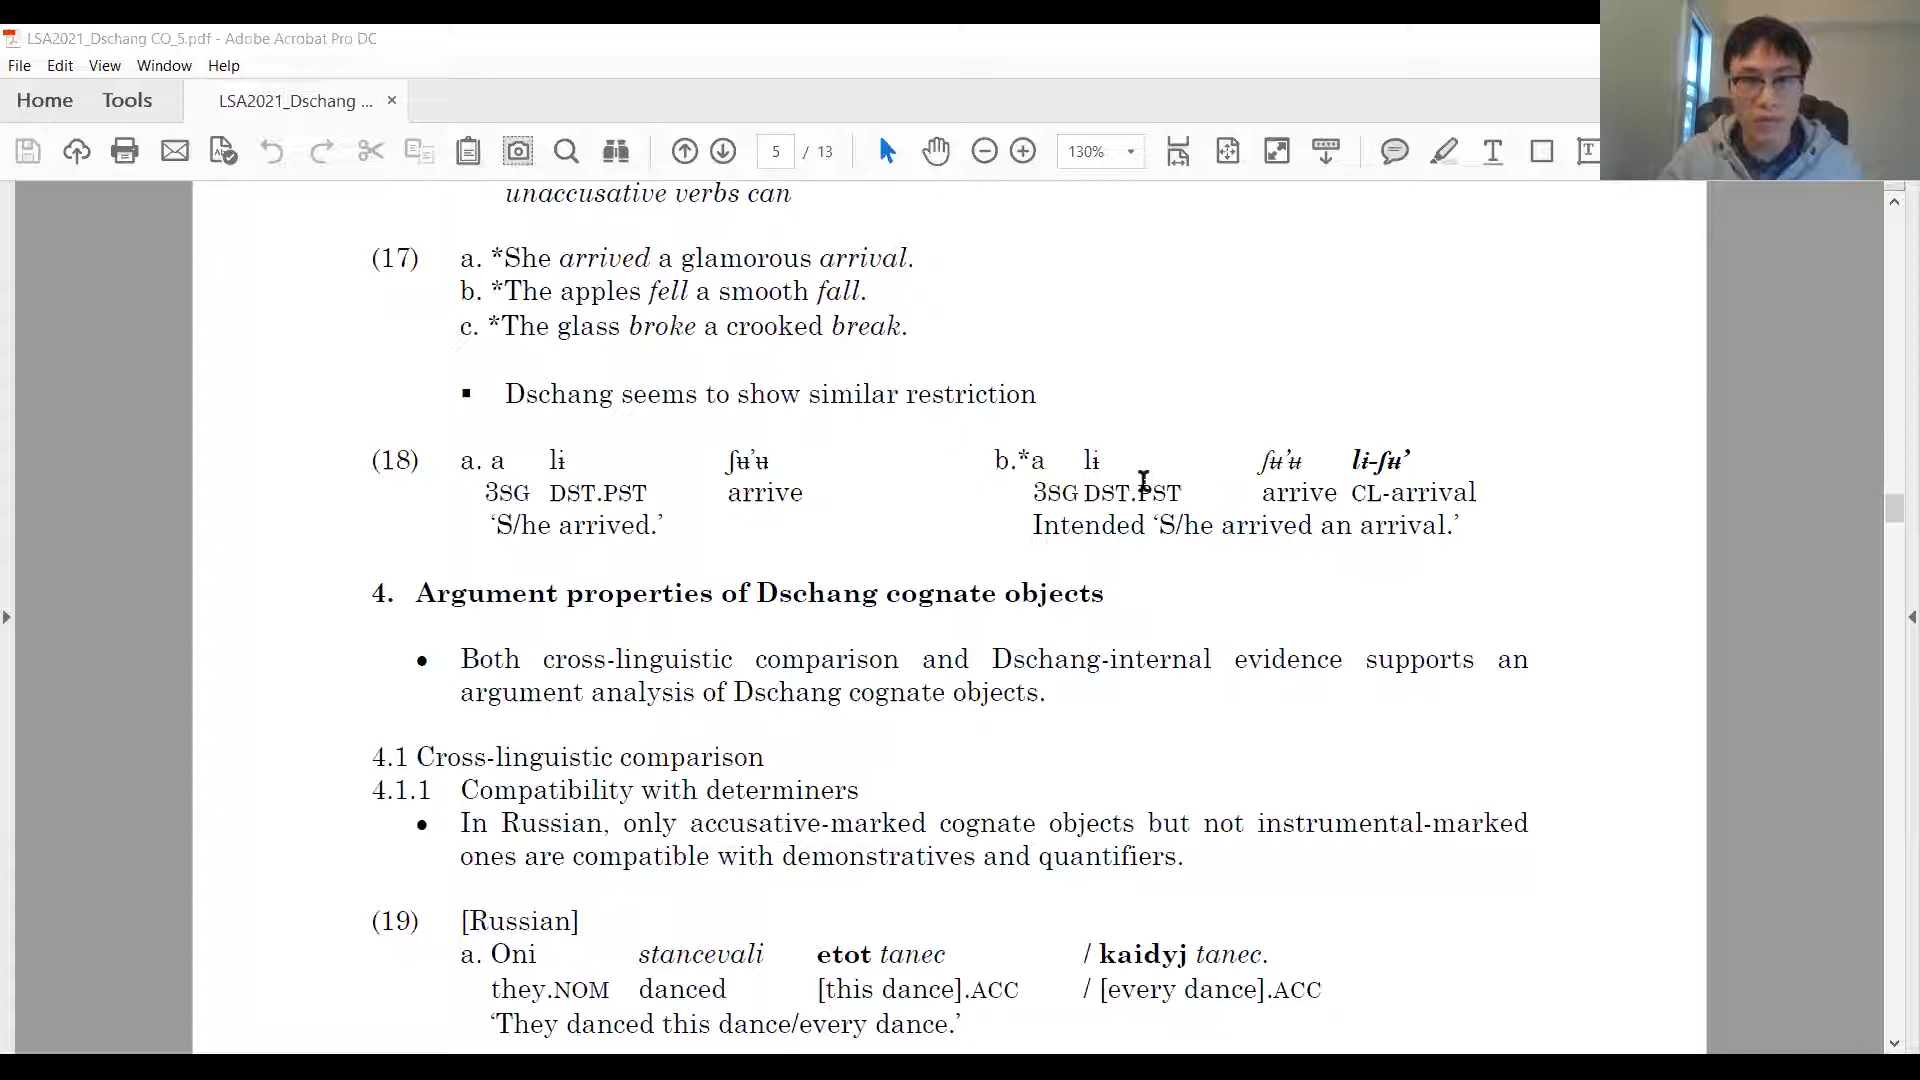 LSA2021_Dschang CO_5.pdf - Adobe Acrobat Pro DC
File Edit View Window Help
Home Tools LSA2021_Dschang ... ×
5 / 13 130%
unaccusative verbs can
(17) a. *She arrived a glamorous arrival.
b. *The apples fell a smooth fall.
c. *The glass broke a crooked break.
▪ Dschang seems to show similar restriction
(18) a. a lɨ ʃʉ’ʉ b.*a lɨ ʃʉ’ʉ lɨ-ʃʉ’
3SG DST.PST arrive 3SG DST.PST arrive CL-arrival
‘S/he arrived.’ Intended ‘S/he arrived an arrival.’
4. Argument properties of Dschang cognate objects
• Both cross-linguistic comparison and Dschang-internal evidence supports an
argument analysis of Dschang cognate objects.
4.1 Cross-linguistic comparison
4.1.1 Compatibility with determiners
• In Russian, only accusative-marked cognate objects but not instrumental-marked
ones are compatible with demonstratives and quantifiers.
(19) [Russian]
a. Oni stancevali etot tanec / kaidyj tanec.
they.NOM danced [this dance].ACC / [every dance].ACC
‘They danced this dance/every dance.’